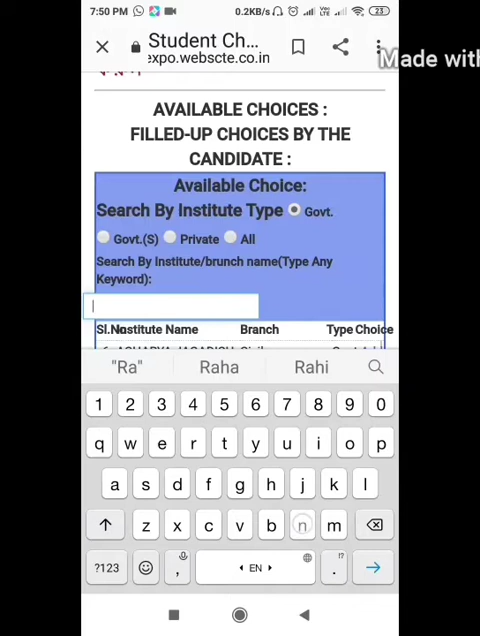 7:50 PM 0.2KB/s Vo LTE 23
Student Ch...
expo.webscte.co.in
Made with
AVAILABLE CHOICES :
FILLED-UP CHOICES BY THE
CANDIDATE :
Available Choice:
Search By Institute Type Govt.
Govt.(S) Private All
Search By Institute/brunch name(Type Any
Keyword):
Sl.No Institute Name Branch Type Choice
"Ra" Raha Rahi
1 2 3 4 5 6 7 8 9 0
q w e r t y u i o p
a s d f g h j k l
z x c v b n m
?123 , EN . !?